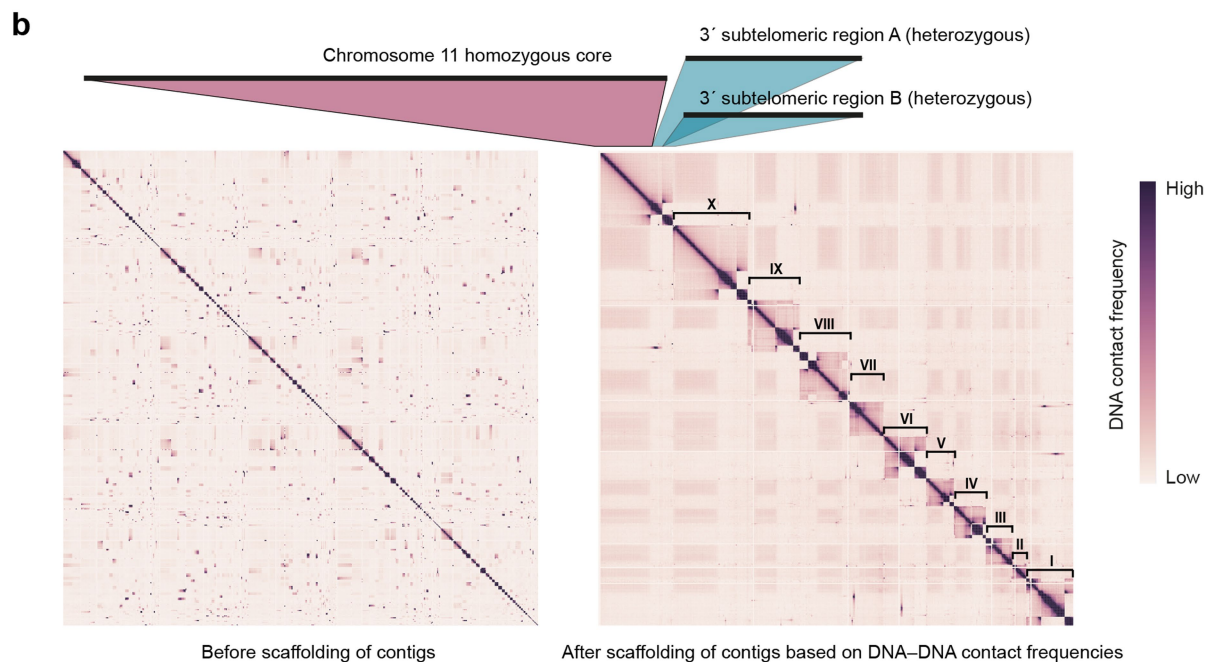 b
Chromosome 11 homozygous core
3´ subtelomeric region A (heterozygous)
3´ subtelomeric region B (heterozygous)
X
IX
VIII
VII
VI
V
IV
III
II
I
High
DNA contact frequency
Low
Before scaffolding of contigs
After scaffolding of contigs based on DNA–DNA contact frequencies